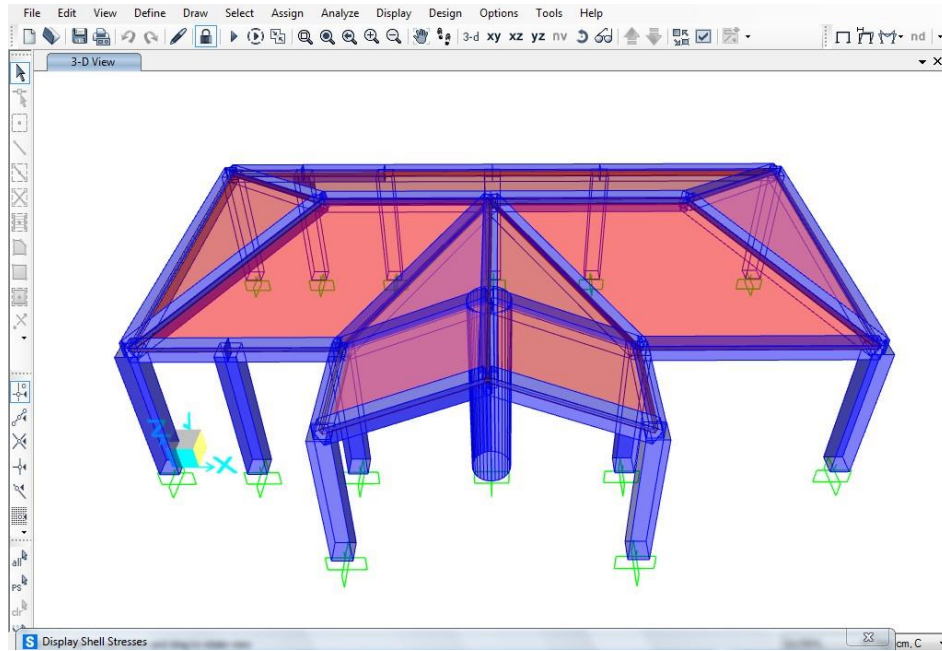 File Edit View Define Draw Select Assign Analyze Display Design Options Tools Help
3-d xy xz yz nv nd
3-D View
Z X
all
PS
clr
S Display Shell Stresses
cm, C